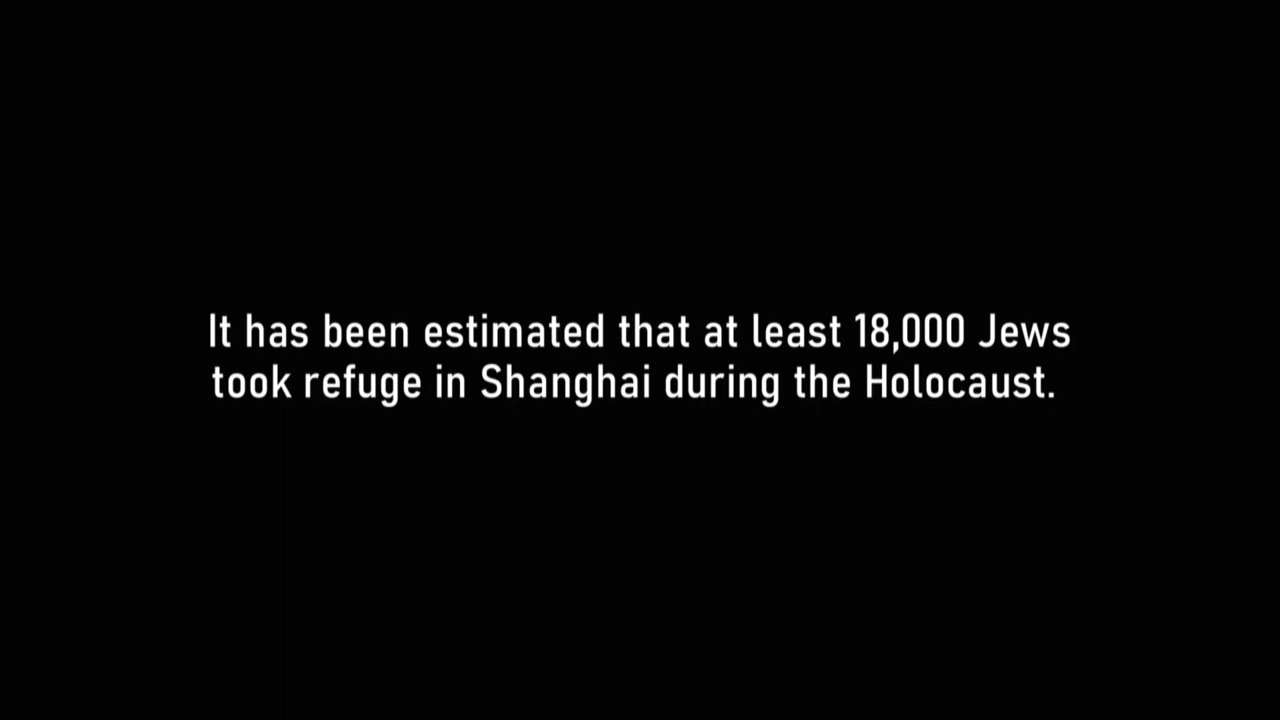 It has been estimated that at least 18,000 Jews
took refuge in Shanghai during the Holocaust.